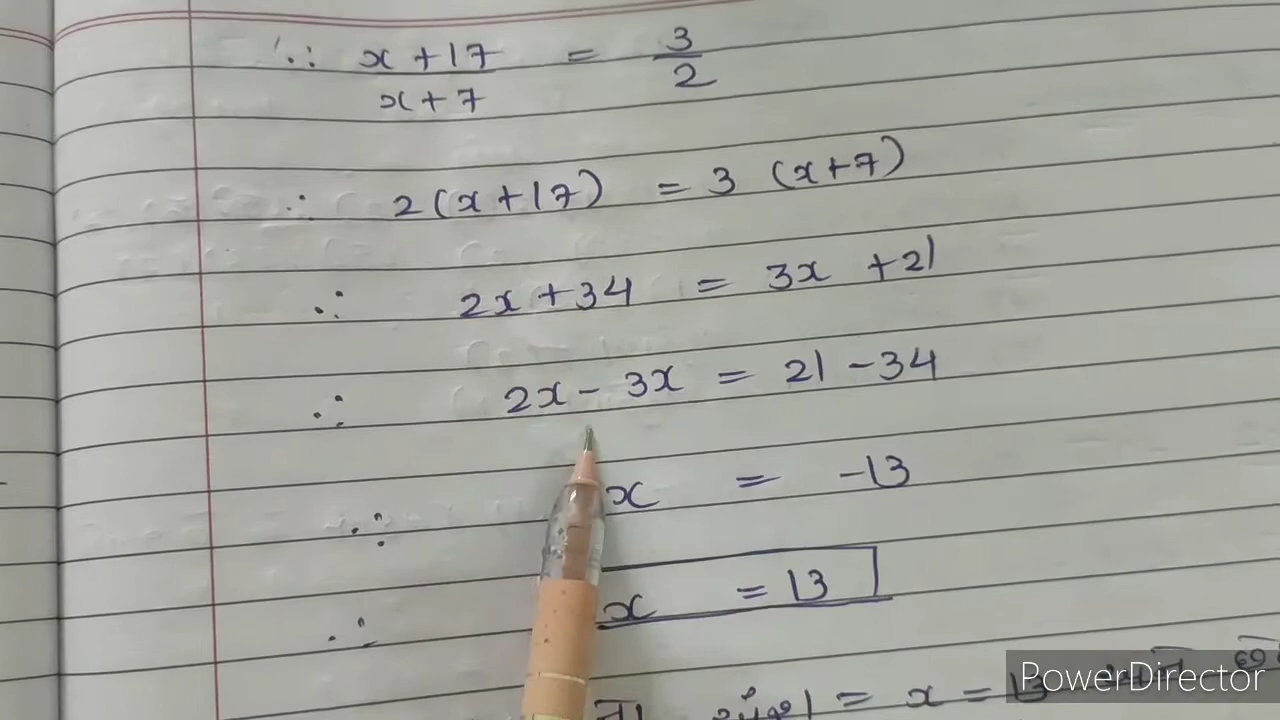 ∵ x + 17 / x + 7 = 3 / 2
∴ 2 (x + 17) = 3 (x + 7)
∴ 2x + 34 = 3x + 21
∴ 2x - 3x = 21 - 34
∴ x = -13
∴ x = 13
= x = 13
PowerDirector